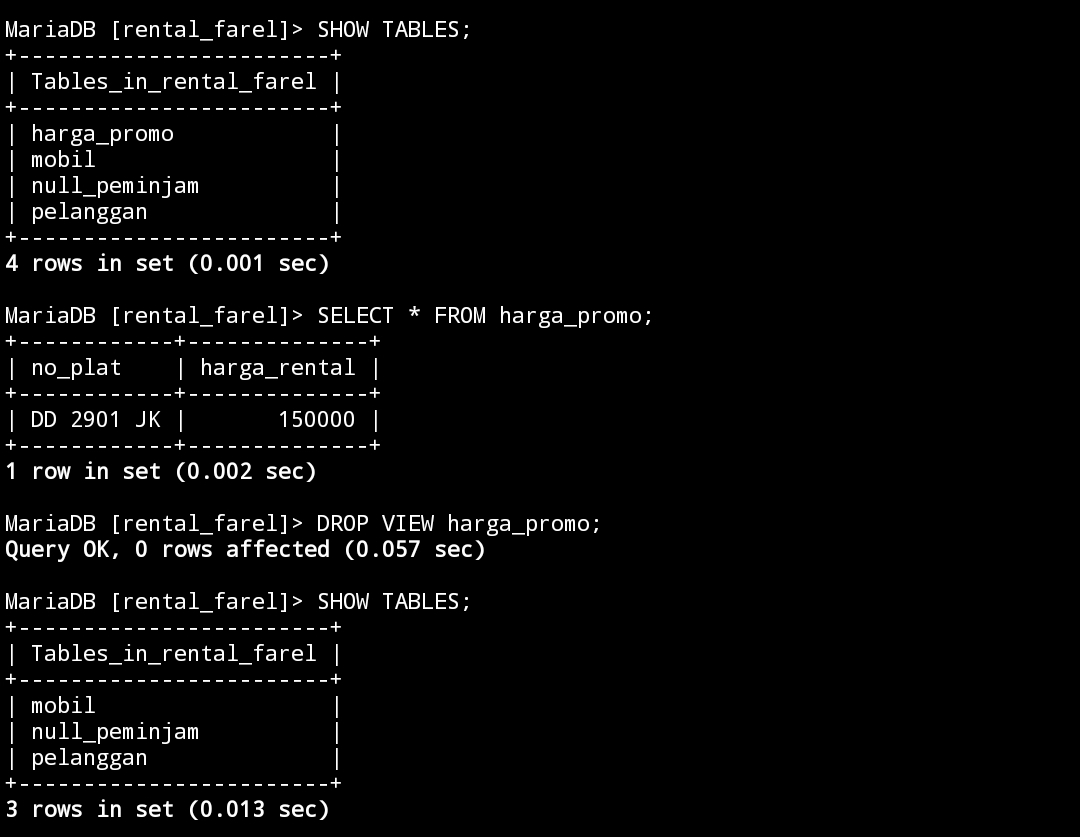 MariaDB [rental_farel]> SHOW TABLES;
+------------------------+
| Tables_in_rental_farel |
+------------------------+
| harga_promo            |
| mobil                  |
| null_peminjam          |
| pelanggan              |
+------------------------+
4 rows in set (0.001 sec)

MariaDB [rental_farel]> SELECT * FROM harga_promo;
+------------+--------------+
| no_plat    | harga_rental |
+------------+--------------+
| DD 2901 JK |       150000 |
+------------+--------------+
1 row in set (0.002 sec)

MariaDB [rental_farel]> DROP VIEW harga_promo;
Query OK, 0 rows affected (0.057 sec)

MariaDB [rental_farel]> SHOW TABLES;
+------------------------+
| Tables_in_rental_farel |
+------------------------+
| mobil                  |
| null_peminjam          |
| pelanggan              |
+------------------------+
3 rows in set (0.013 sec)